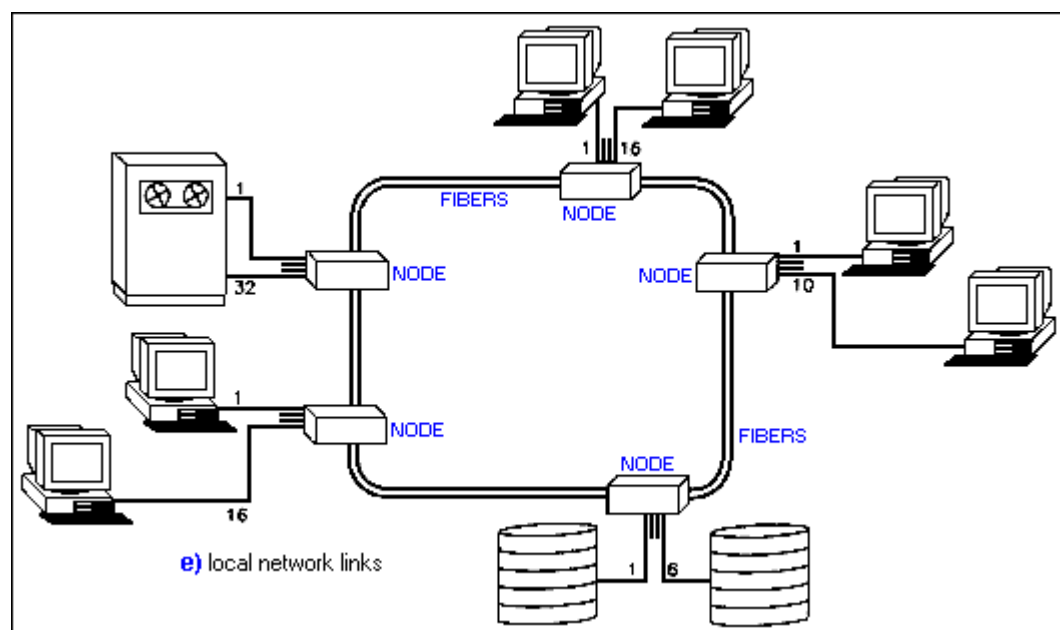 1 16
FIBERS
NODE
1
32
NODE
NODE
1
10
1
16
NODE
FIBERS
NODE
1 6
e) local network links